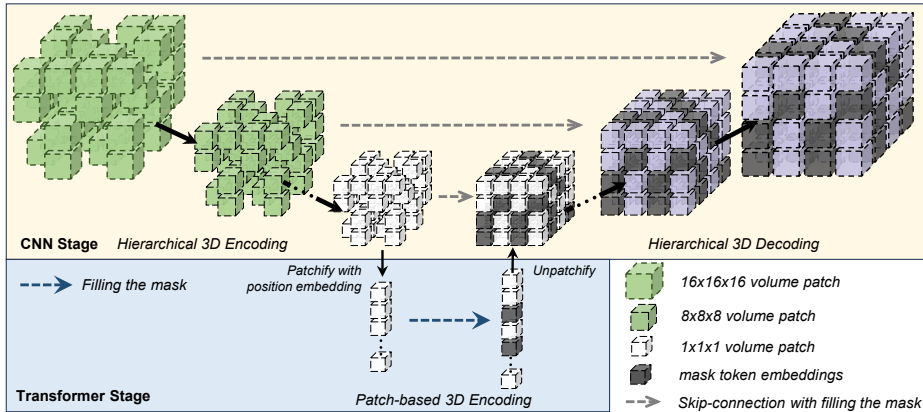 CNN Stage
Hierarchical 3D Encoding
Hierarchical 3D Decoding
Filling the mask
Patchify with
position embedding
Unpatchify
Transformer Stage
Patch-based 3D Encoding
16x16x16 volume patch
8x8x8 volume patch
1x1x1 volume patch
mask token embeddings
Skip-connection with filling the mask